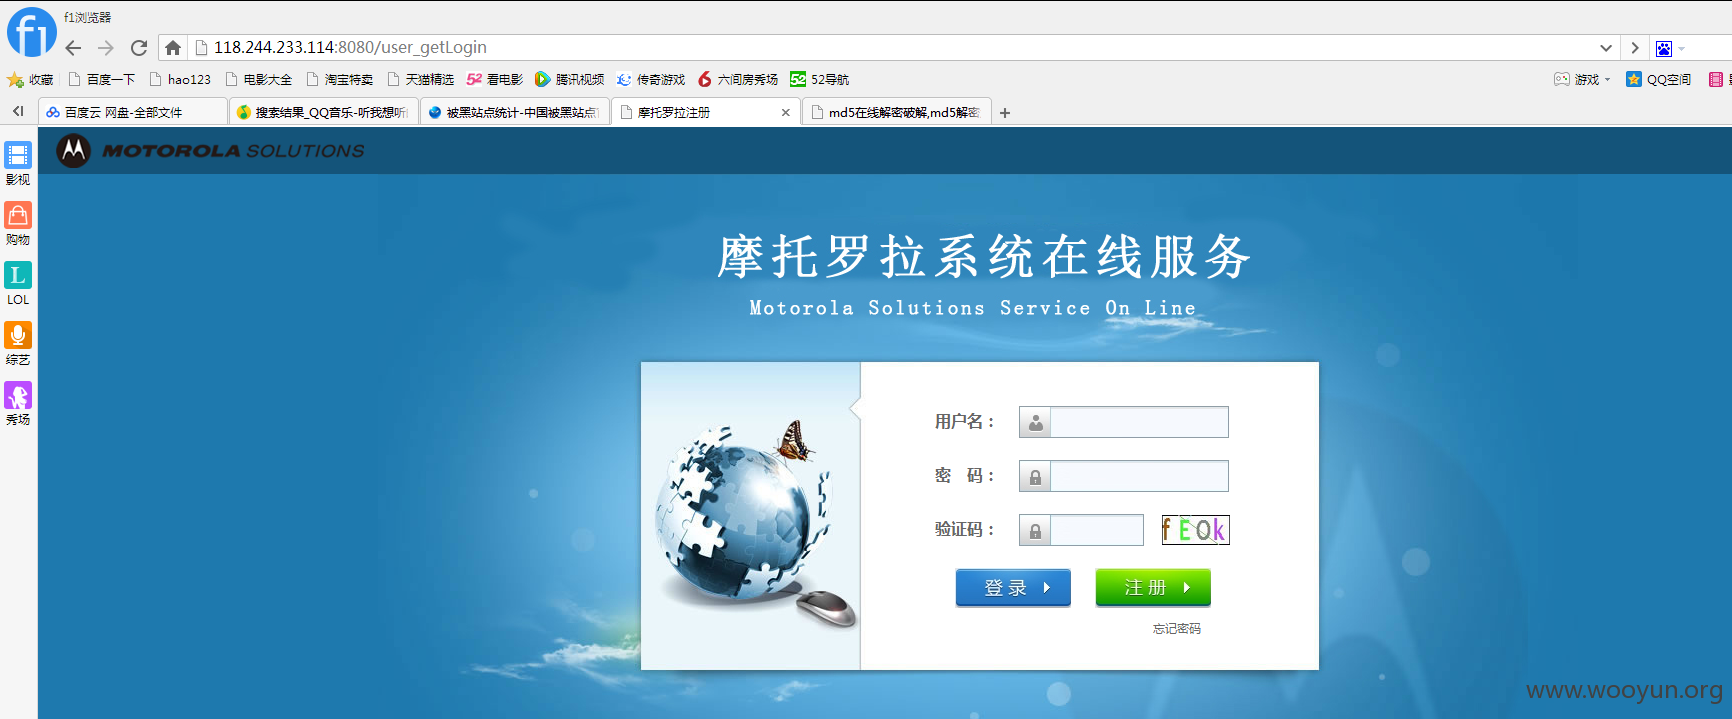 f1浏览器
118.244.233.114:8080/user_getLogin
收藏 百度一下 hao123 电影大全 淘宝特卖 天猫精选 52 看电影 腾讯视频 传奇游戏 六间房秀场 52 52导航 游戏 QQ空间
百度云 网盘-全部文件 搜索结果_QQ音乐-听我想听 被黑站点统计-中国被黑站点 摩托罗拉注册 md5在线解密破解,md5解密
MOTOROLA SOLUTIONS
影视
购物
L
LOL
综艺
秀场
摩托罗拉系统在线服务
Motorola Solutions Service On Line
用户名：
密 码：
验证码： fEOk
登录 注册
忘记密码
www.wooyun.org